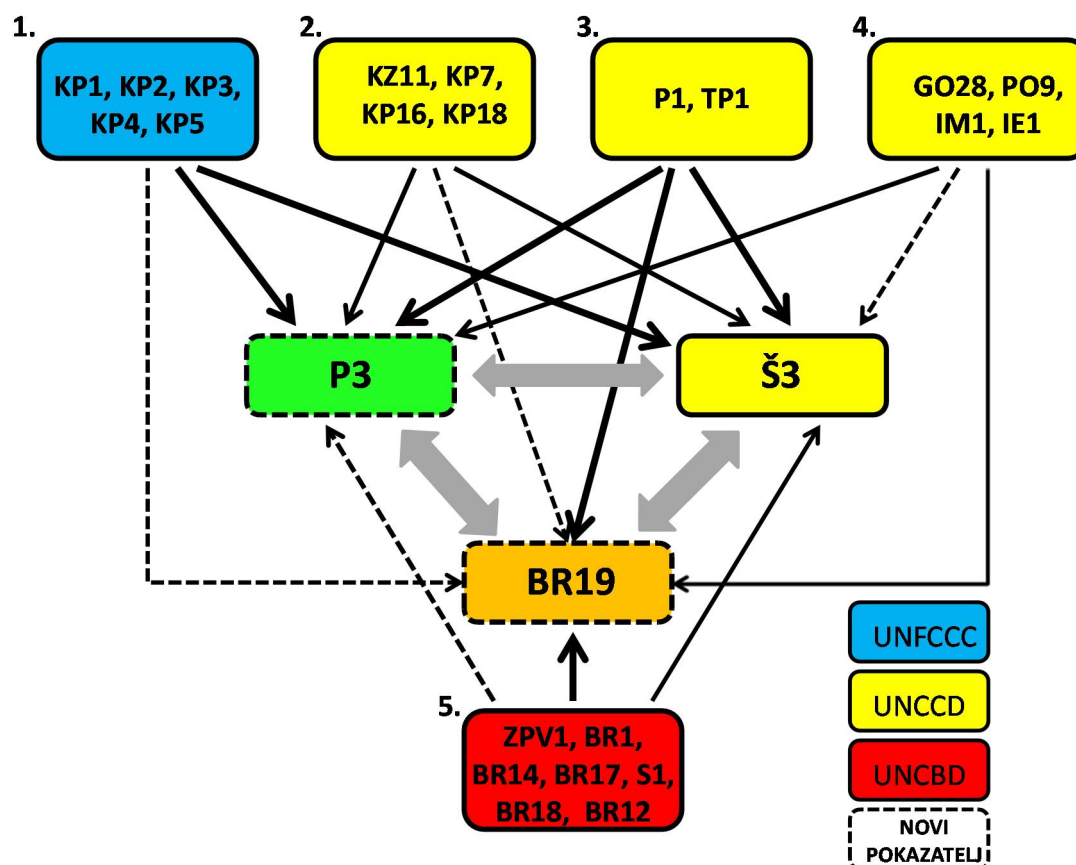 1.
KP1, KP2, KP3,
KP4, KP5
2.
KZ11, KP7,
KP16, KP18
3.
P1, TP1
4.
GO28, PO9,
IM1, IE1
P3
Š3
BR19
5.
ZPV1, BR1,
BR14, BR17, S1,
BR18, BR12
UNFCCC
UNCCD
UNCBD
NOVI
POKAZATELJ